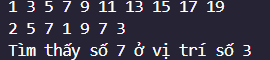 1 3 5 7 9 11 13 15 17 19
2 5 7 1 9 7 3
Tìm thấy số 7 ở vị trí số 3